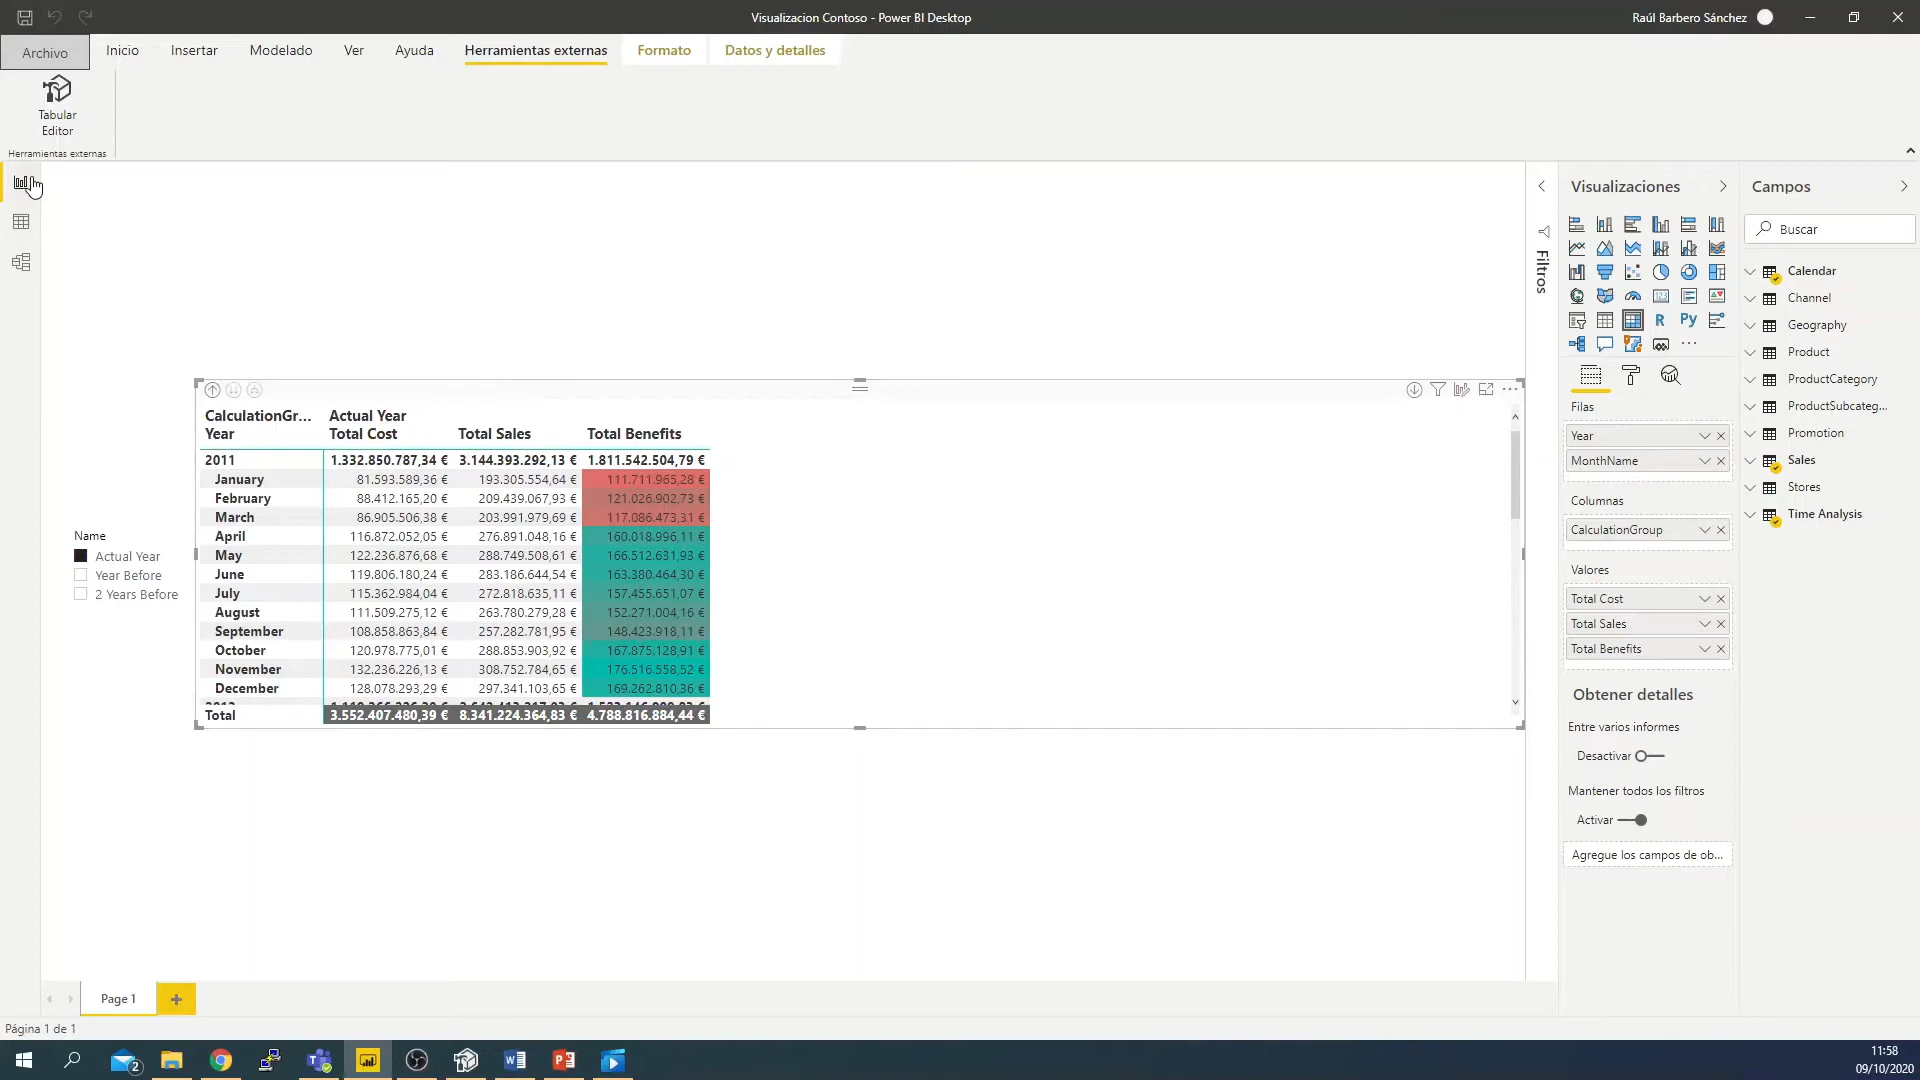 Visualizacion Contoso - Power BI Desktop
Raúl Barbero Sánchez
Archivo Inicio Insertar Modelado Ver Ayuda Herramientas externas Formato Datos y detalles
Tabular
Editor
Herramientas externas
Name
Actual Year
Year Before
2 Years Before
CalculationGr... Actual Year
Year Total Cost Total Sales Total Benefits
2011 1.332.850.787,34 € 3.144.393.292,13 € 1.811.542.504,79 €
January 81.593.589,36 € 193.305.554,64 € 111.711.965,28 €
February 88.412.165,20 € 209.439.067,93 € 121.026.902,73 €
March 86.905.506,38 € 203.991.979,69 € 117.086.473,31 €
April 116.872.052,05 € 276.891.048,16 € 160.018.996,11 €
May 122.236.876,68 € 288.749.508,61 € 166.512.631,93 €
June 119.806.180,24 € 283.186.644,54 € 163.380.464,30 €
July 115.362.984,04 € 272.818.635,11 € 157.455.651,07 €
August 111.509.275,12 € 263.780.279,28 € 152.271.004,16 €
September 108.858.863,84 € 257.282.781,95 € 148.423.918,11 €
October 120.978.775,01 € 288.853.903,92 € 167.875.128,91 €
November 132.236.226,13 € 308.752.784,65 € 176.516.558,52 €
December 128.078.293,29 € 297.341.103,65 € 169.262.810,36 €
Total 3.552.407.480,39 € 8.341.224.364,83 € 4.788.816.884,44 €
Filtros
Visualizaciones
R Py
123
Filas
Year
MonthName
Columnas
CalculationGroup
Valores
Total Cost
Total Sales
Total Benefits
Obtener detalles
Entre varios informes
Desactivar
Mantener todos los filtros
Activar
Agregue los campos de ob...
Campos
Buscar
Calendar
Channel
Geography
Product
ProductCategory
ProductSubcateg...
Promotion
Sales
Stores
Time Analysis
Page 1
Página 1 de 1
2
11:58
09/10/2020